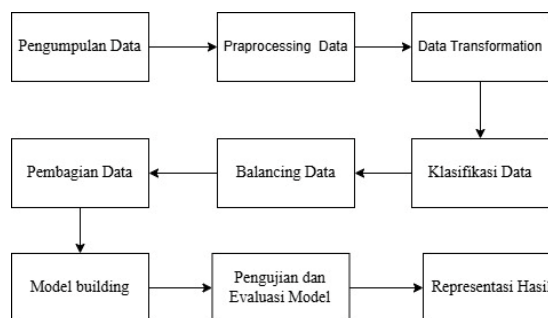 Pengumpulan Data
Praprocessing Data
Data Transformation
Klasifikasi Data
Balancing Data
Pembagian Data
Model building
Pengujian dan
Evaluasi Model
Representasi Hasil